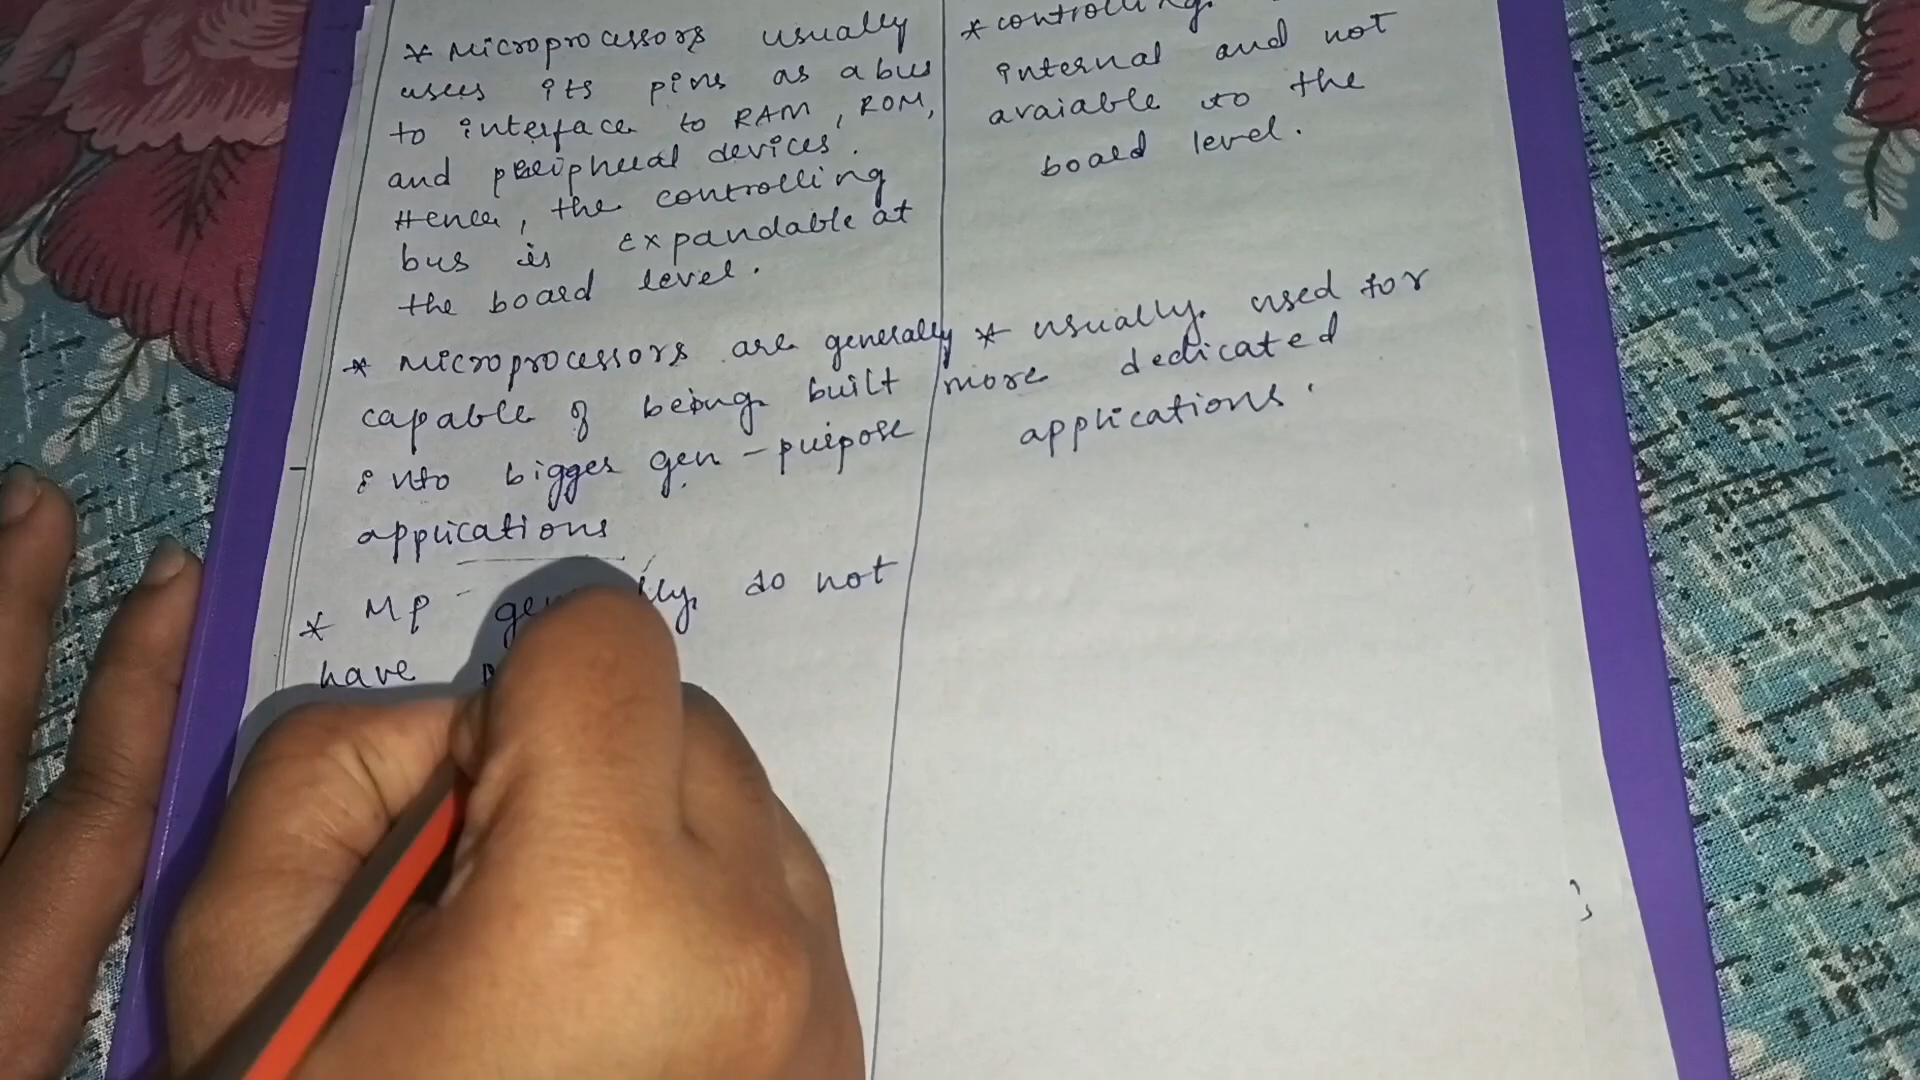 * Microprocessors usually
uses its pins as a bus
to interface to RAM, ROM,
and peripheral devices.
Hence, the controlling
bus is expandable at
the board level.
* Microprocessors are generally
capable of being built
into bigger gen-purpose
applications
* MP - generally do not
have
* controlling
internal and not
avaiable to the
board level.
* usually used for
more dedicated
applications.